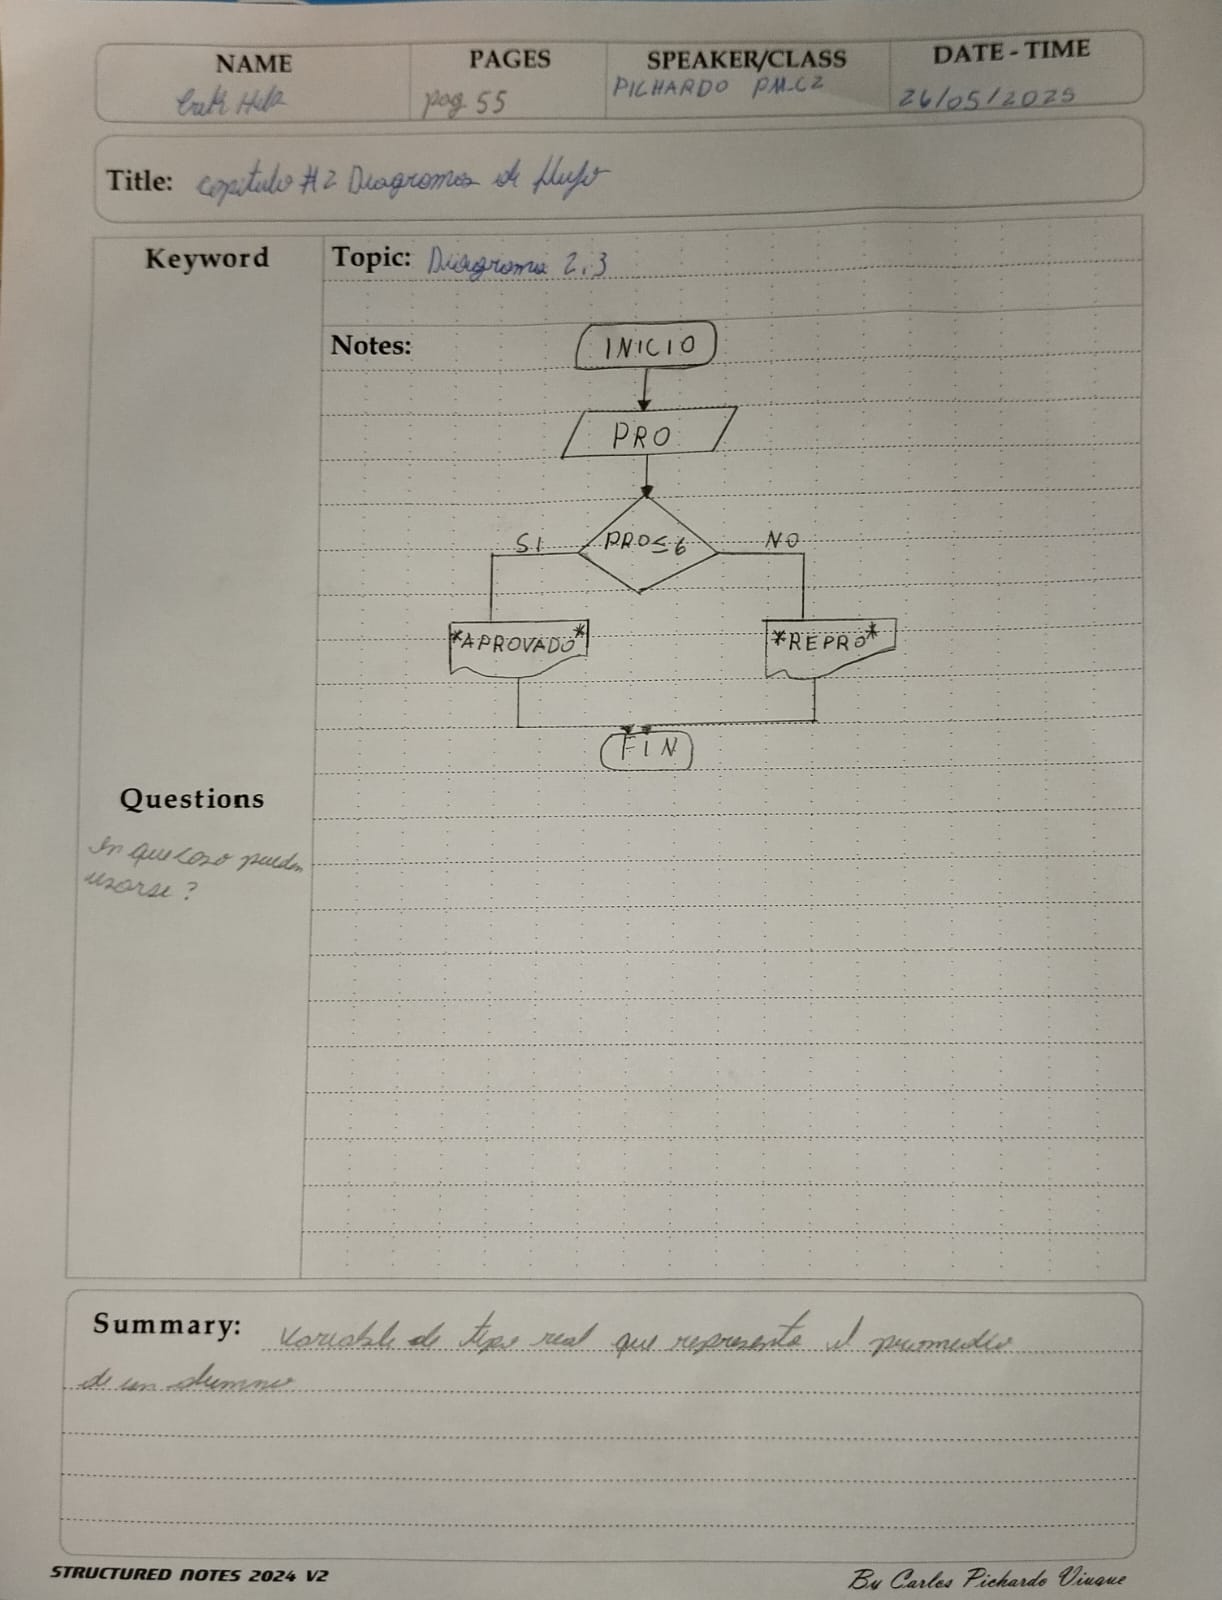 NAME
PAGES
SPEAKER/CLASS
DATE - TIME
pag. 55
PICHARDO PM-C2
26/05/2025
Title: Capitulo #2 Diagramas de flujo
Keyword
Topic: Diagrama 2.3
Notes:
INICIO
PRO
SI
PRO≤6
NO
*APROVADO*
*REPRO*
FIN
Questions
En que caso pueden
usarse?
Summary: Variable de tipo real que representa el promedio
de un alumno
STRUCTURED NOTES 2024 V2
By Carlos Pichardo Viuque